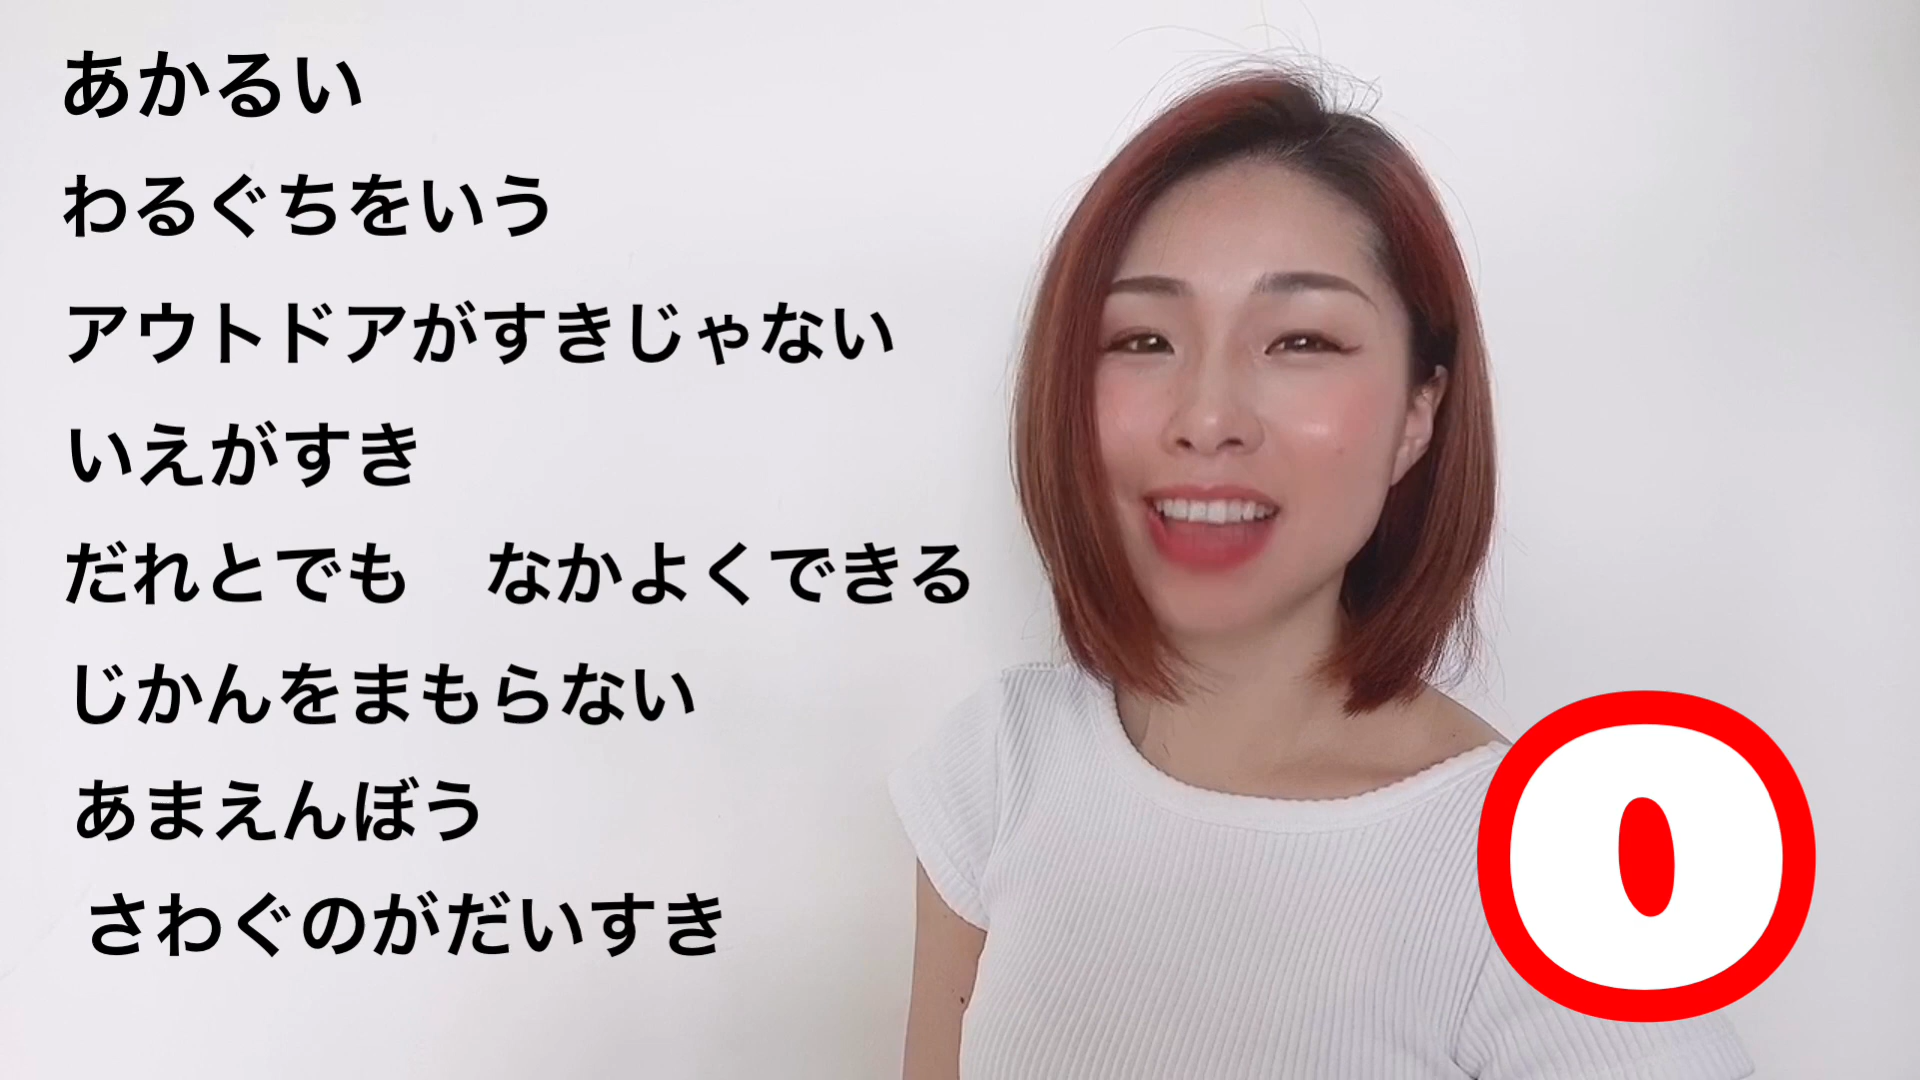 あかるい
わるぐちをいう
アウトドアがすきじゃない
いえがすき
だれとでも　なかよくできる
じかんをまもらない
あまえんぼう
さわぐのがだいすき
0